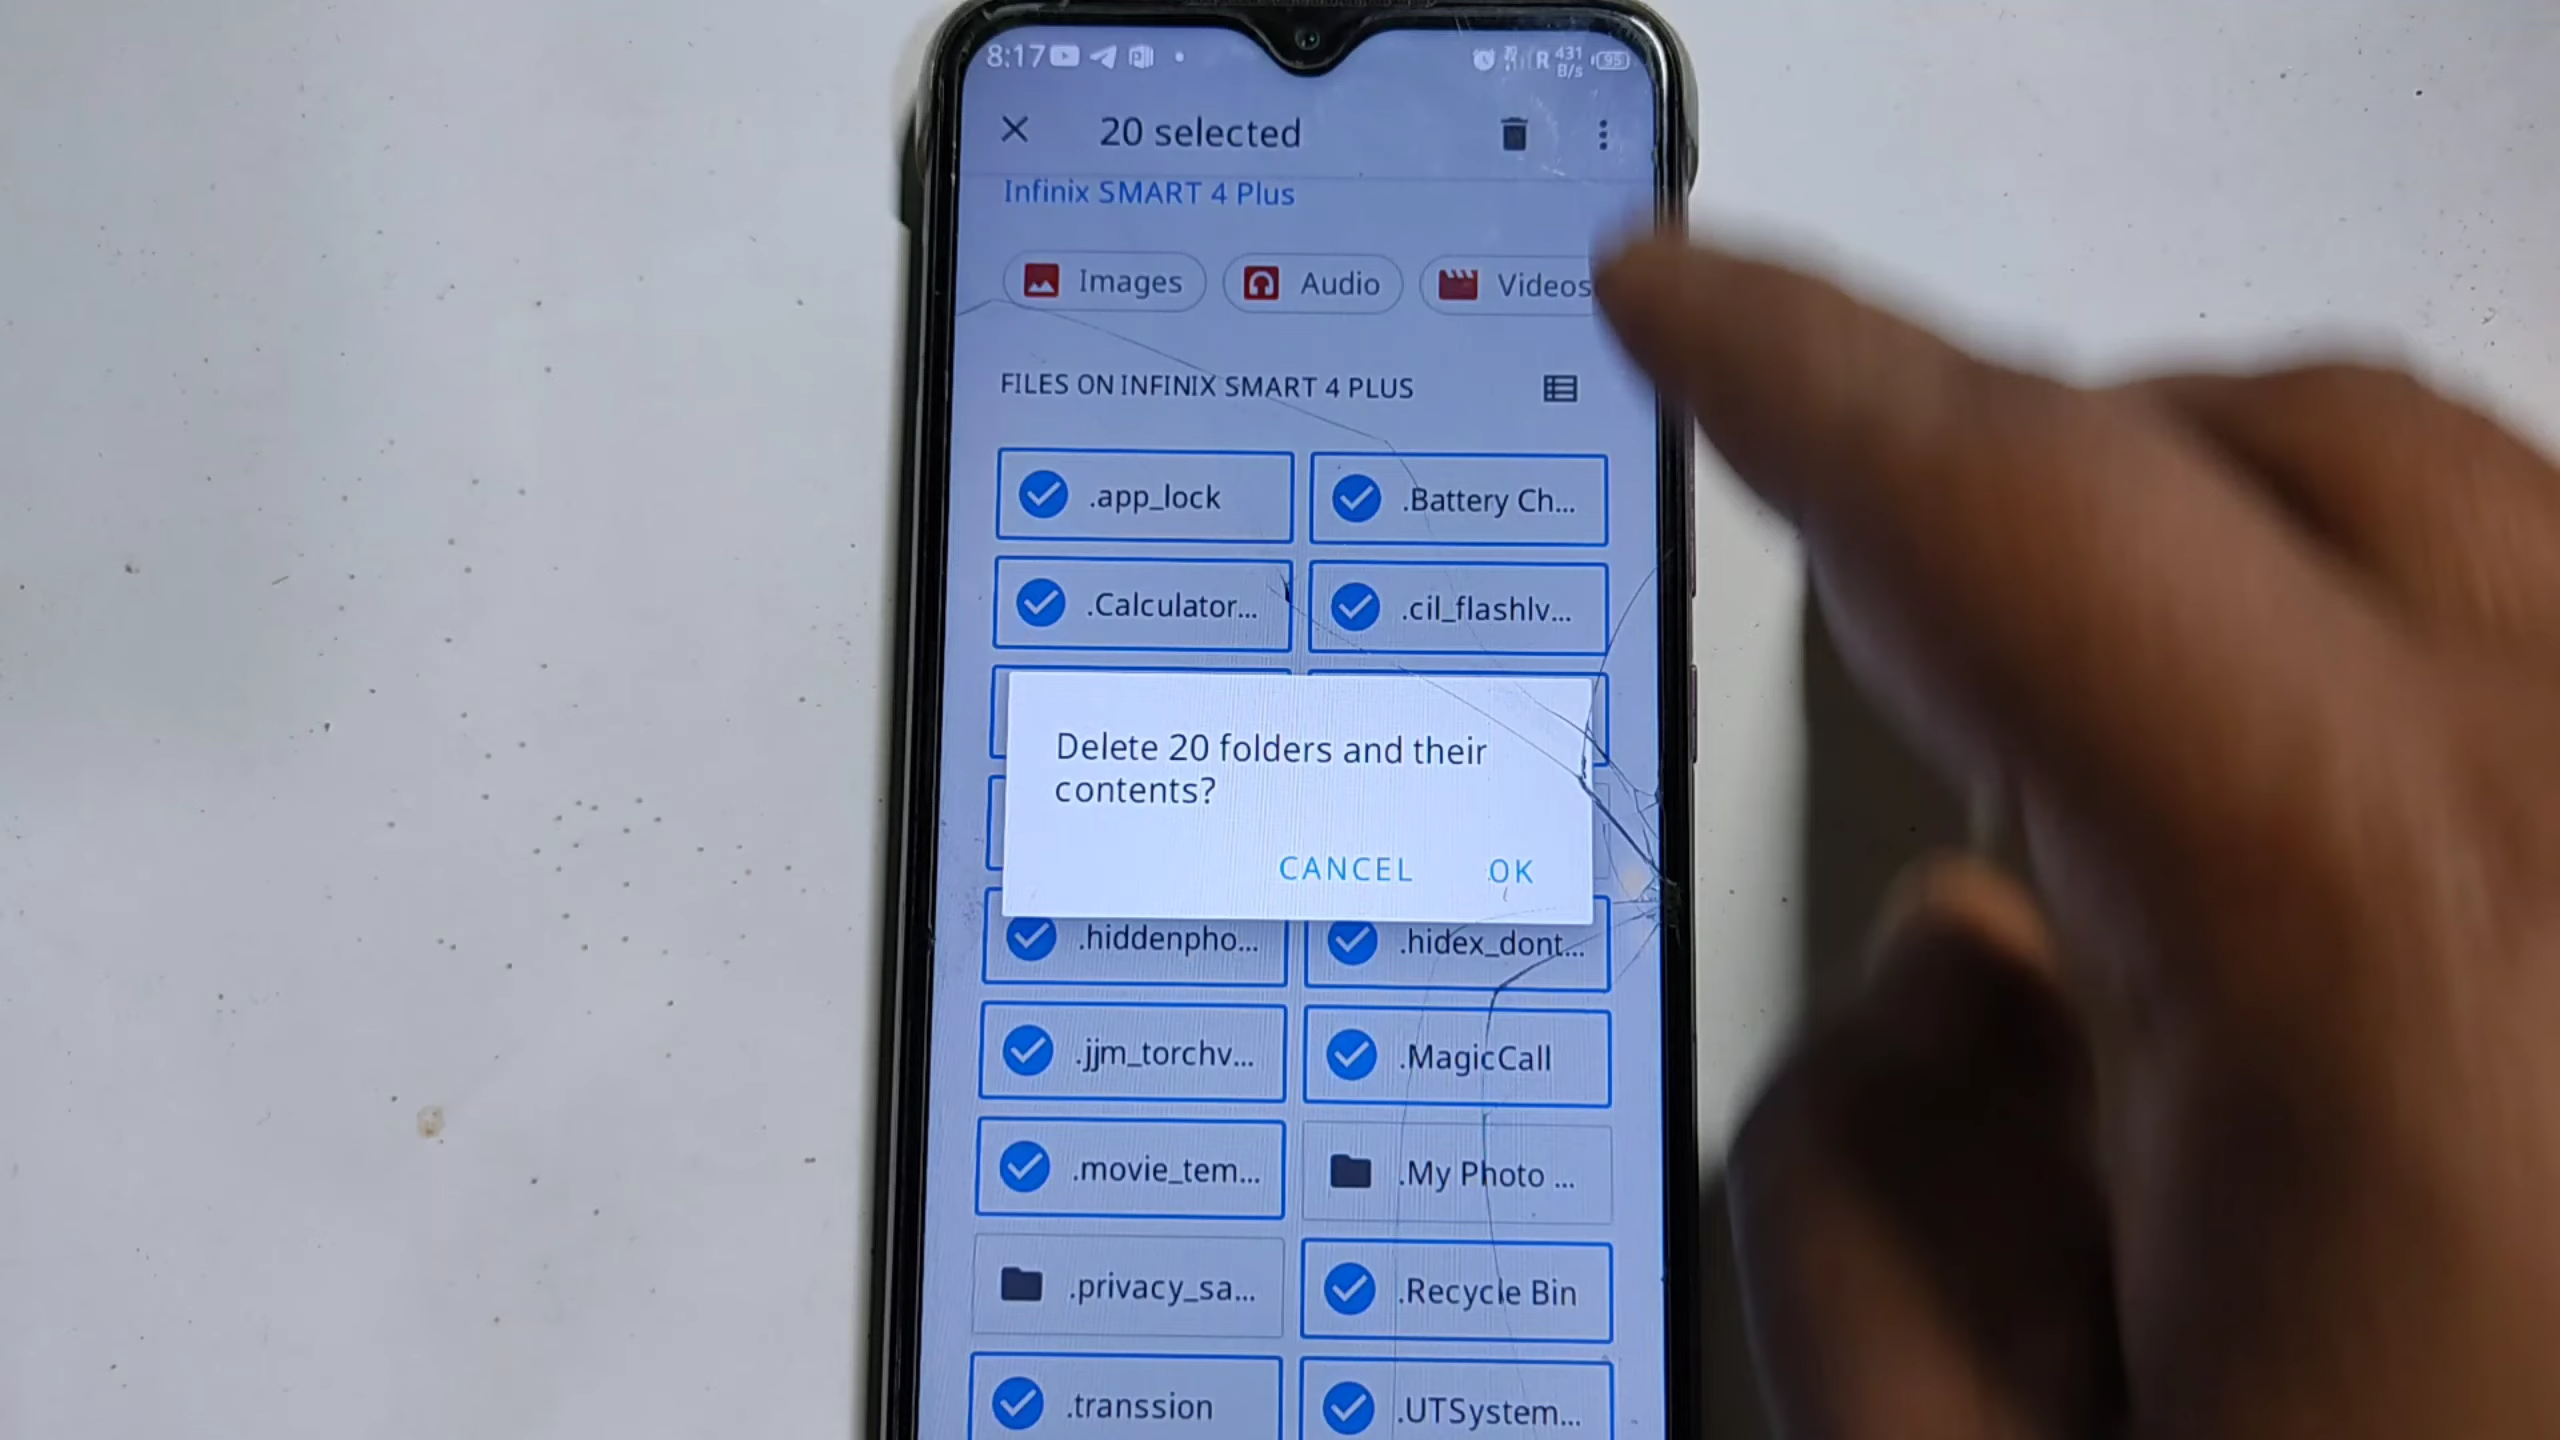 8:17
R 431 B/s 95
20 selected
Infinix SMART 4 Plus
Images Audio Videos
FILES ON INFINIX SMART 4 PLUS
.app_lock .Battery Ch...
.Calculator... .cil_flashlv...
Delete 20 folders and their
contents?
CANCEL OK
.hiddenpho... .hidex_dont...
.jjm_torchv... .MagicCall
.movie_tem... .My Photo ...
.privacy_sa... .Recycle Bin
.transsion .UTSystem...